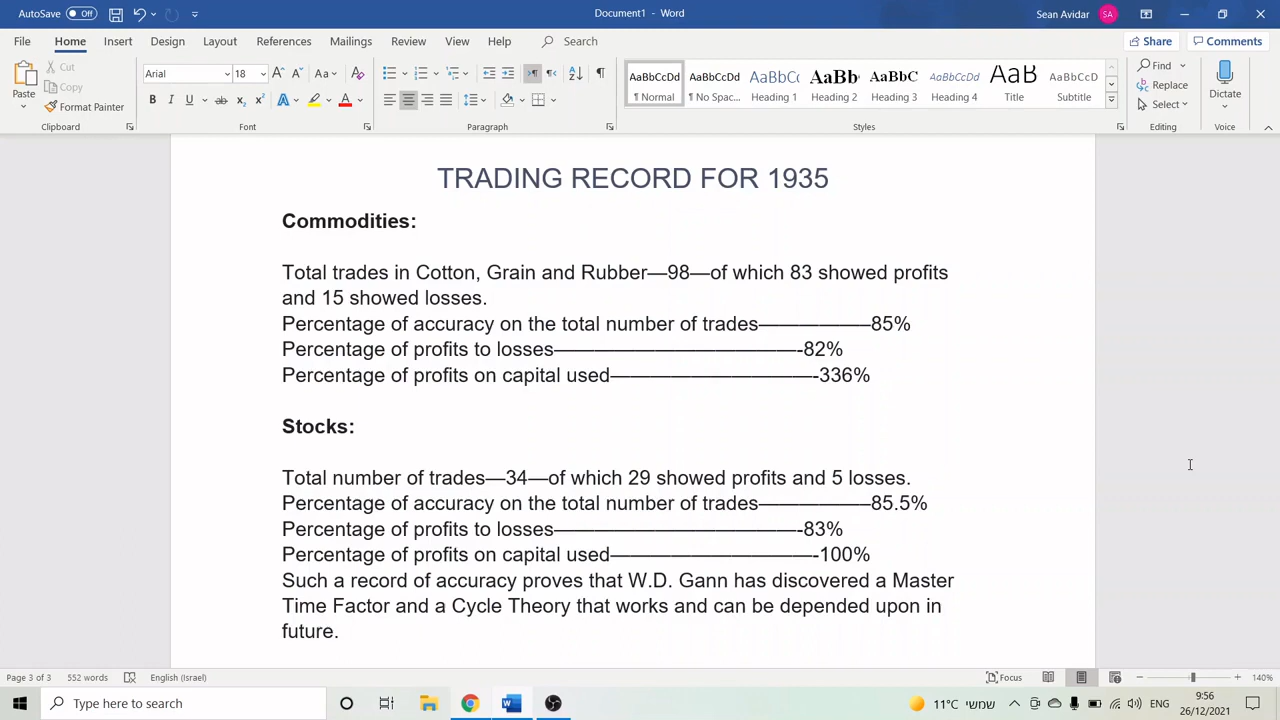 AutoSave Off Document1 - Word Sean Avidar SA
File Home Insert Design Layout References Mailings Review View Help Search Share Comments
Paste Cut Copy Format Painter
Arial 18
AaBbCcDd AaBbCcDd AaBbCc AaBb AaBbC AaBbCcDd AaB AaBbCcDd
¶ Normal ¶ No Spac... Heading 1 Heading 3 Heading 4 Title Subtitle
Find Replace Select Dictate
Clipboard Font Paragraph Styles Editing Voice
TRADING RECORD FOR 1935
Commodities:
Total trades in Cotton, Grain and Rubber—98—of which 83 showed profits
and 15 showed losses.
Percentage of accuracy on the total number of trades——————–85%
Percentage of profits to losses————————————-82%
Percentage of profits on capital used——————————-336%
Stocks:
Total number of trades—34—of which 29 showed profits and 5 losses.
Percentage of accuracy on the total number of trades——————–85.5%
Percentage of profits to losses————————————-83%
Percentage of profits on capital used——————————-100%
Such a record of accuracy proves that W.D. Gann has discovered a Master
Time Factor and a Cycle Theory that works and can be depended upon in
future.
Page 3 of 3 552 words English (Israel) Focus 140%
Type here to search 11°C שמשי ENG 9:56
26/12/2021